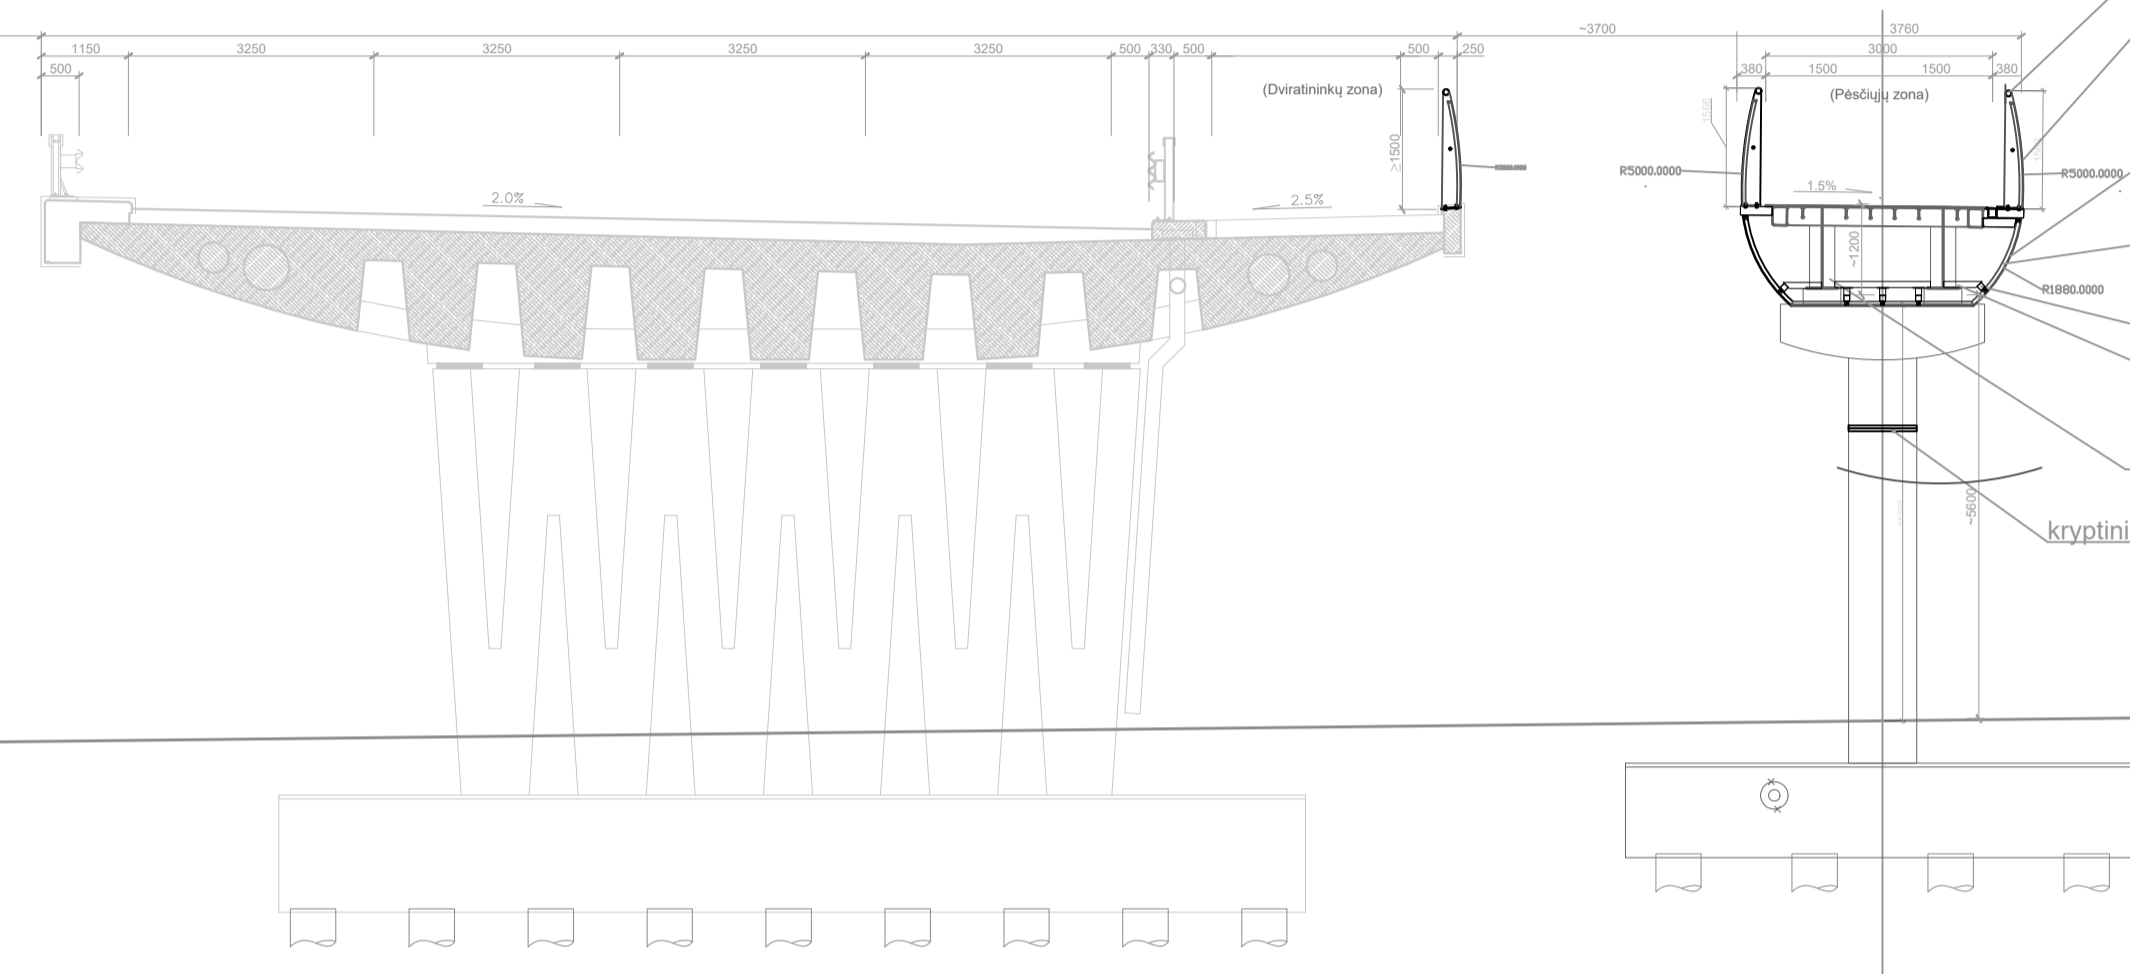 ~3700 3760
1150 3250 3250 3250 3250 500 330 500 500 250 3000
500 380 1500 1500 380
(Dviratininkų zona) (Pėsčiųjų zona)
1566
≥1500
R5000.0000 R5000.0000
1.5%
2.0% 2.5%
~1200
R1880.0000
~5600
kryptini